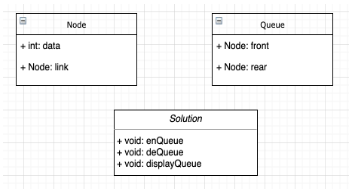 Node
+ int: data
+ Node: link
Queue
+ Node: front
+ Node: rear
Solution
+ void: enQueue
+ void: deQueue
+ void: displayQueue